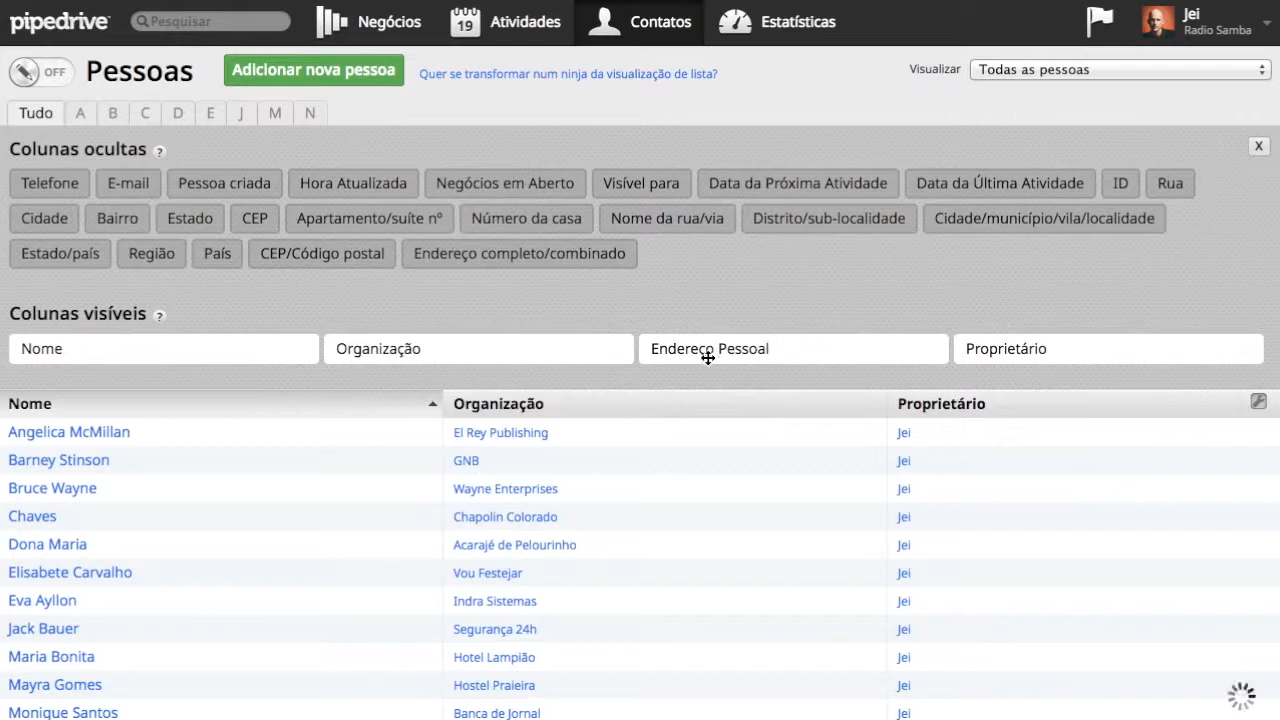 pipedrive Pesquisar Negócios 19 Atividades Contatos Estatísticas Jei
Radio Samba
OFF Pessoas Adicionar nova pessoa Quer se transformar num ninja da visualização de lista? Visualizar Todas as pessoas
Tudo A B C D E J M N
Colunas ocultas ? X
Telefone E-mail Pessoa criada Hora Atualizada Negócios em Aberto Visível para Data da Próxima Atividade Data da Última Atividade ID Rua
Cidade Bairro Estado CEP Apartamento/suíte nº Número da casa Nome da rua/via Distrito/sub-localidade Cidade/município/vila/localidade
Estado/país Região País CEP/Código postal Endereço completo/combinado
Colunas visíveis ?
Nome Organização Endereço Pessoal Proprietário
Nome Organização Proprietário
Angelica McMillan El Rey Publishing Jei
Barney Stinson GNB Jei
Bruce Wayne Wayne Enterprises Jei
Chaves Chapolin Colorado Jei
Dona Maria Acarajé de Pelourinho Jei
Elisabete Carvalho Vou Festejar Jei
Eva Ayllon Indra Sistemas Jei
Jack Bauer Segurança 24h Jei
Maria Bonita Hotel Lampião Jei
Mayra Gomes Hostel Praieira Jei
Monique Santos Banca de Jornal Jei